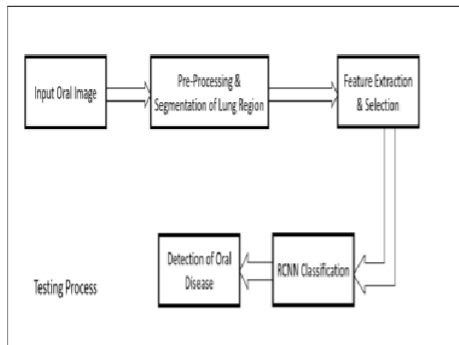 Input Oral Image
Pre-Processing &
Segmentation of Lung Region
Feature Extraction
& Selection
RCNN Classification
Detection of Oral
Disease
Testing Process